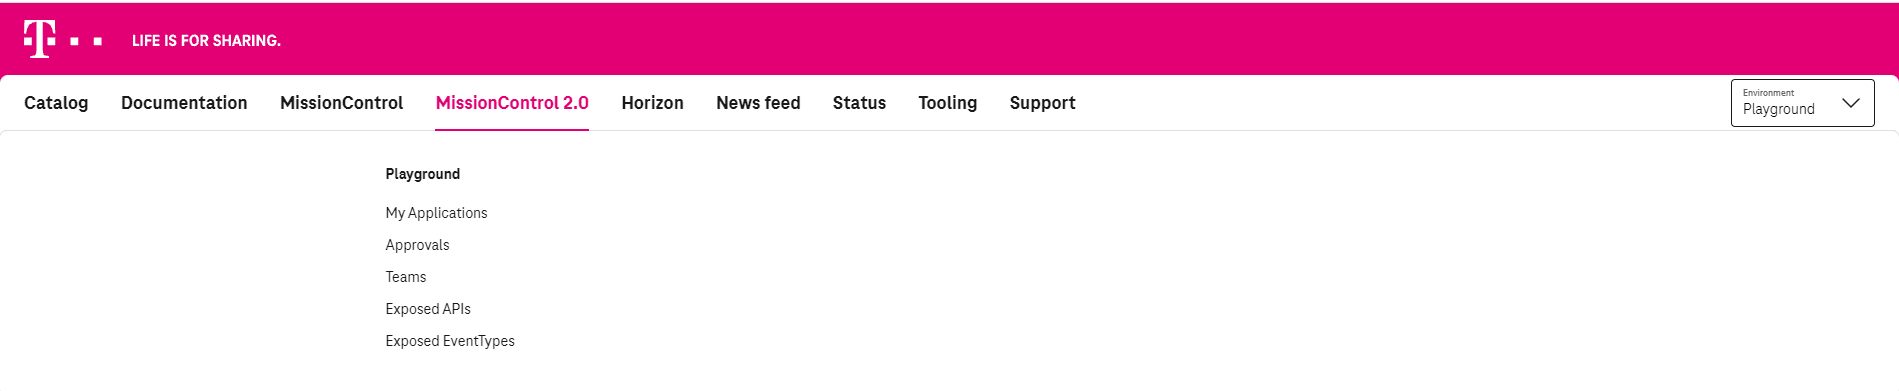 T
LIFE IS FOR SHARING.
Catalog Documentation MissionControl MissionControl 2.0 Horizon News feed Status Tooling Support
Environment
Playground
Playground
My Applications
Approvals
Teams
Exposed APIs
Exposed EventTypes